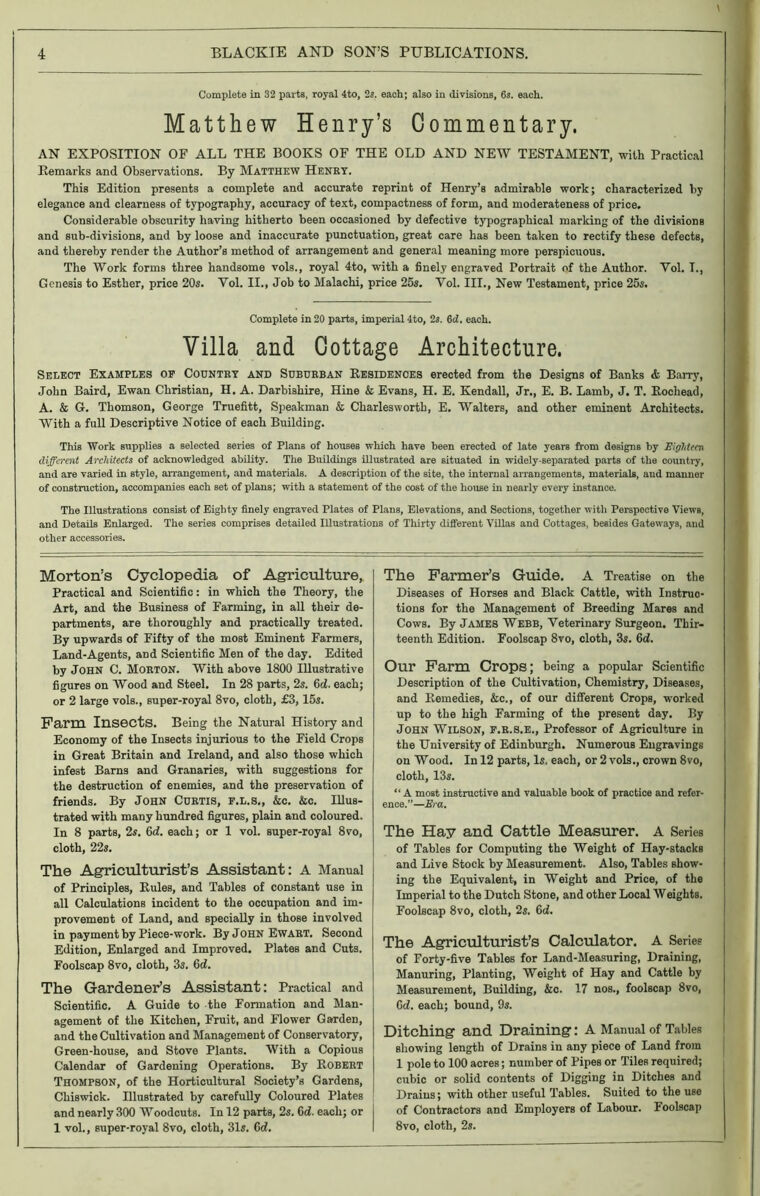 4
BLACKIE AND SON'S PUBLICATIONS.
Complete in 32 parts, royal 4to, 2s. each; also in divisions, 6s. each.
Matthew Henry's Commentary.
AN EXPOSITION OF ALL THE BOOKS OF THE OLD AND NEW TESTAMENT, with Practical
Remarks and Observations. By MATTHEW HENRY.
This Edition presents a complete and accurate reprint of Henry's admirable work; characterized by
elegance and clearness of typography, accuracy of text, compactness of form, and moderateness of price.
Considerable obscurity having hitherto been occasioned by defective typographical marking of the divisions
and sub-divisions, and by loose and inaccurate punctuation, great care has been taken to rectify these defects,
and thereby render the Author's method of arrangement and general meaning more perspicuous.
The Work forms three handsome vols., royal 4to, with a finely engraved Portrait of the Author. Vol. I.,
Genesis to Esther, price 20s. Vol. II., Job to Malachi, price 25s. Vol. III., New Testament, price 25s.
Complete in 20 parts, imperial 4to, 2s. 6d. each.
Villa and Cottage Architecture.
SELECT EXAMPLES OF COUNTRY AND SUBURBAN RESIDENCES erected from the Designs of Banks & Barry,
John Baird, Ewan Christian, H. A. Darbishire, Hine & Evans, H. E. Kendall, Jr., E. B. Lamb, J. T. Rochead,
A. & G. Thomson, George Truefitt, Speakman & Charlesworth, E. Walters, and other eminent Architects.
With a full Descriptive Notice of each Building.
This Work supplies a selected series of Plans of houses which have been erected of late years from designs by Eighteen
different Architects of acknowledged ability. The Buildings illustrated are situated in widely-separated parts of the country,
and are varied in style, arrangement, and materials. A description of the site, the internal arrangements, materials, and manner
of construction, accompanies each set of plans; with a statement of the cost of the house in nearly every instance.
The Illustrations consist of Eighty finely engraved Plates of Plans, Elevations, and Sections, together with Perspective Views,
and Details Enlarged. The series comprises detailed Illustrations of Thirty different Villas and Cottages, besides Gateways, and
other accessories.
Morton's Cyclopedia of Agriculture,
Practical and Scientific: in which the Theory, the
Art, and the Business of Farming, in all their de-
partments, are thoroughly and practically treated.
By upwards of Fifty of the most Eminent Farmers,
Land-Agents, and Scientific Men of the day. Edited
by JOHN C. MORTON. With above 1800 Illustrative
figures on Wood and Steel. In 28 parts, 2s. 6d. each;
or 2 large vols., super-royal 8vo, cloth, £3, 15s.
Farm Insects. Being the Natural History and
Economy of the Insects injurious to the Field Crops
in Great Britain and Ireland, and also those which
infest Barns and Granaries, with suggestions for
the destruction of enemies, and the preservation of
friends. By JOHN CURTIS, F.L.S., &c. &c. Illus-
trated with many hundred figures, plain and coloured.
In 8 parts, 2s. 6d. each; or 1 vol. super-royal 8vo,
cloth, 22s.
The Agriculturist's Assistant: A Manual
of Principles, Rules, and Tables of constant use in
all Calculations incident to the occupation and im-
provement of Land, and specially in those involved
in payment by Piece-work. By JOHN EWART. Second
Edition, Enlarged and Improved. Plates and Cuts.
Foolscap 8vo, cloth, 3s. 6d.
The Gardener's Assistant: Practical and
Scientific. A Guide to the Formation and Man-
agement of the Kitchen, Fruit, and Flower Garden,
and the Cultivation and Management of Conservatory,
Green-house, and Stove Plants. With a Copious
Calendar of Gardening Operations. By ROBERT
THOMPSON, of the Horticultural Society's Gardens,
Chiswick. Illustrated by carefully Coloured Plates
and nearly 300 Woodcuts. In 12 parts, 2s. 6d. each; or
1 vol., super-royal 8vo, cloth, 31s. 6d.
The Farmer's Guide. A Treatise on the
Diseases of Horses and Black Cattle, with Instruc-
tions for the Management of Breeding Mares and
Cows. By JAMES WEBB, Veterinary Surgeon. Thir-
teenth Edition. Foolscap 8vo, cloth, 3s. 6d.
Our Farm Crops; being a popular Scientific
Description of the Cultivation, Chemistry, Diseases,
and Remedies, &c., of our different Crops, worked
up to the high Farming of the present day. By
JOHN WILSON, F.R.S.E., Professor of Agriculture in
the University of Edinburgh. Numerous Engravings
on Wood. In 12 parts, 1s. each, or 2 vols., crown 8vo,
cloth, 13s.
"A most instructive and valuable book of practice and refer-
ence."—Era.
The Hay and Cattle Measurer. A Series
of Tables for Computing the Weight of Hay-stacks
and Live Stock by Measurement. Also, Tables show-
ing the Equivalent, in Weight and Price, of the
Imperial to the Dutch Stone, and other Local Weights.
Foolscap 8vo, cloth, 2s. 6d.
The Agriculturist's Calculator. A Series
of Forty-five Tables for Land-Measuring, Draining,
Manuring, Planting, Weight of Hay and Cattle by
Measurement, Building, &c. 17 nos., foolscap 8vo,
6d. each; bound, 9s.
Ditching and Draining: A Manual of Tables
showing length of Drains in any piece of Land from
1 pole to 100 acres; number of Pipes or Tiles required;
cubic or solid contents of Digging in Ditches and
Drains; with other useful Tables. Suited to the use
of Contractors and Employers of Labour. Foolscap
8vo, cloth, 2s.